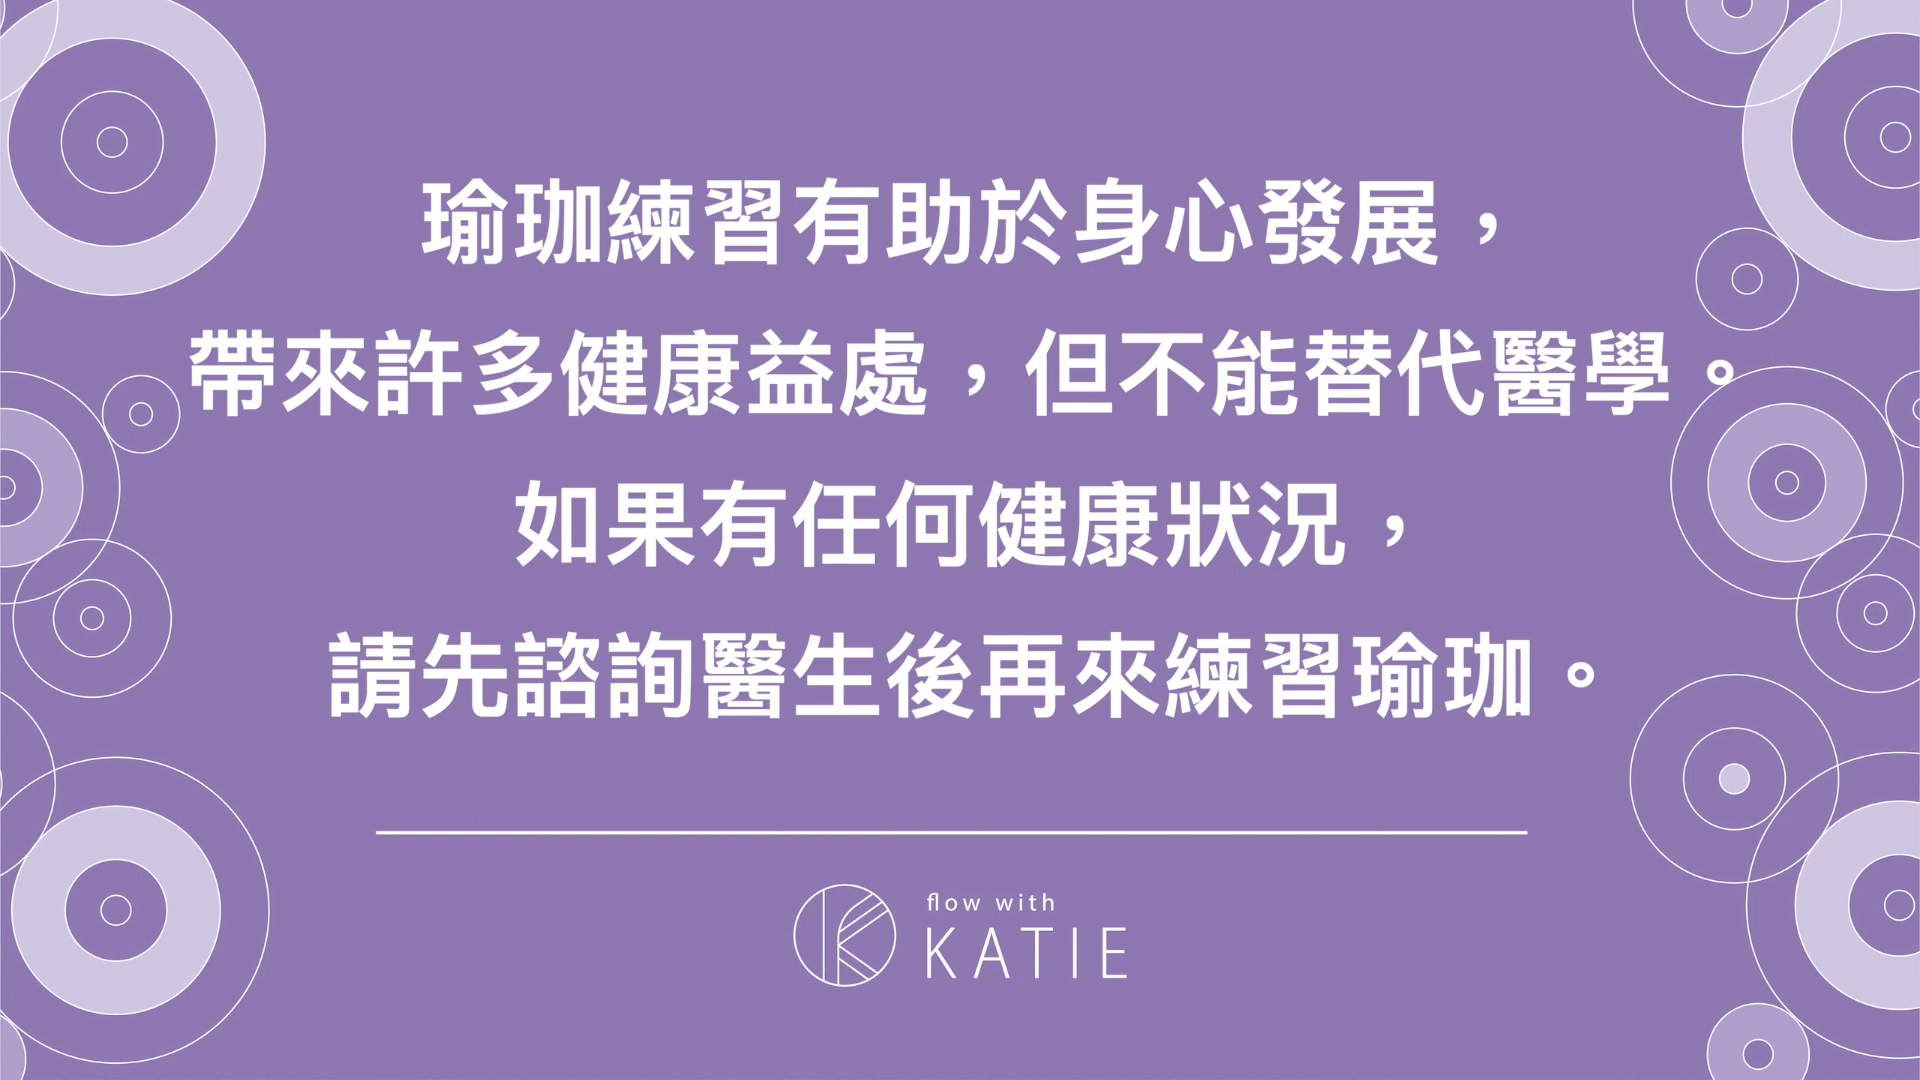 瑜珈練習有助於身心發展，
帶來許多健康益處，但不能替代醫學。
如果有任何健康狀況，
請先諮詢醫生後再來練習瑜珈。
flow with
KATIE